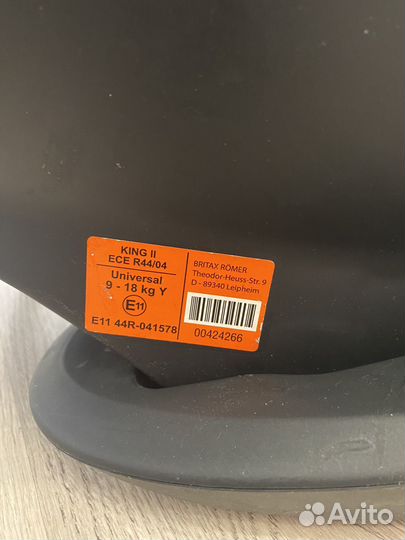 KING II
ECE R44/04
Universal
9 - 18 kg Y
E11
E11 44R-041578
BRITAX RÖMER
Theodor-Heuss-Str. 9
D - 89340 Leipheim
00424266
Avito